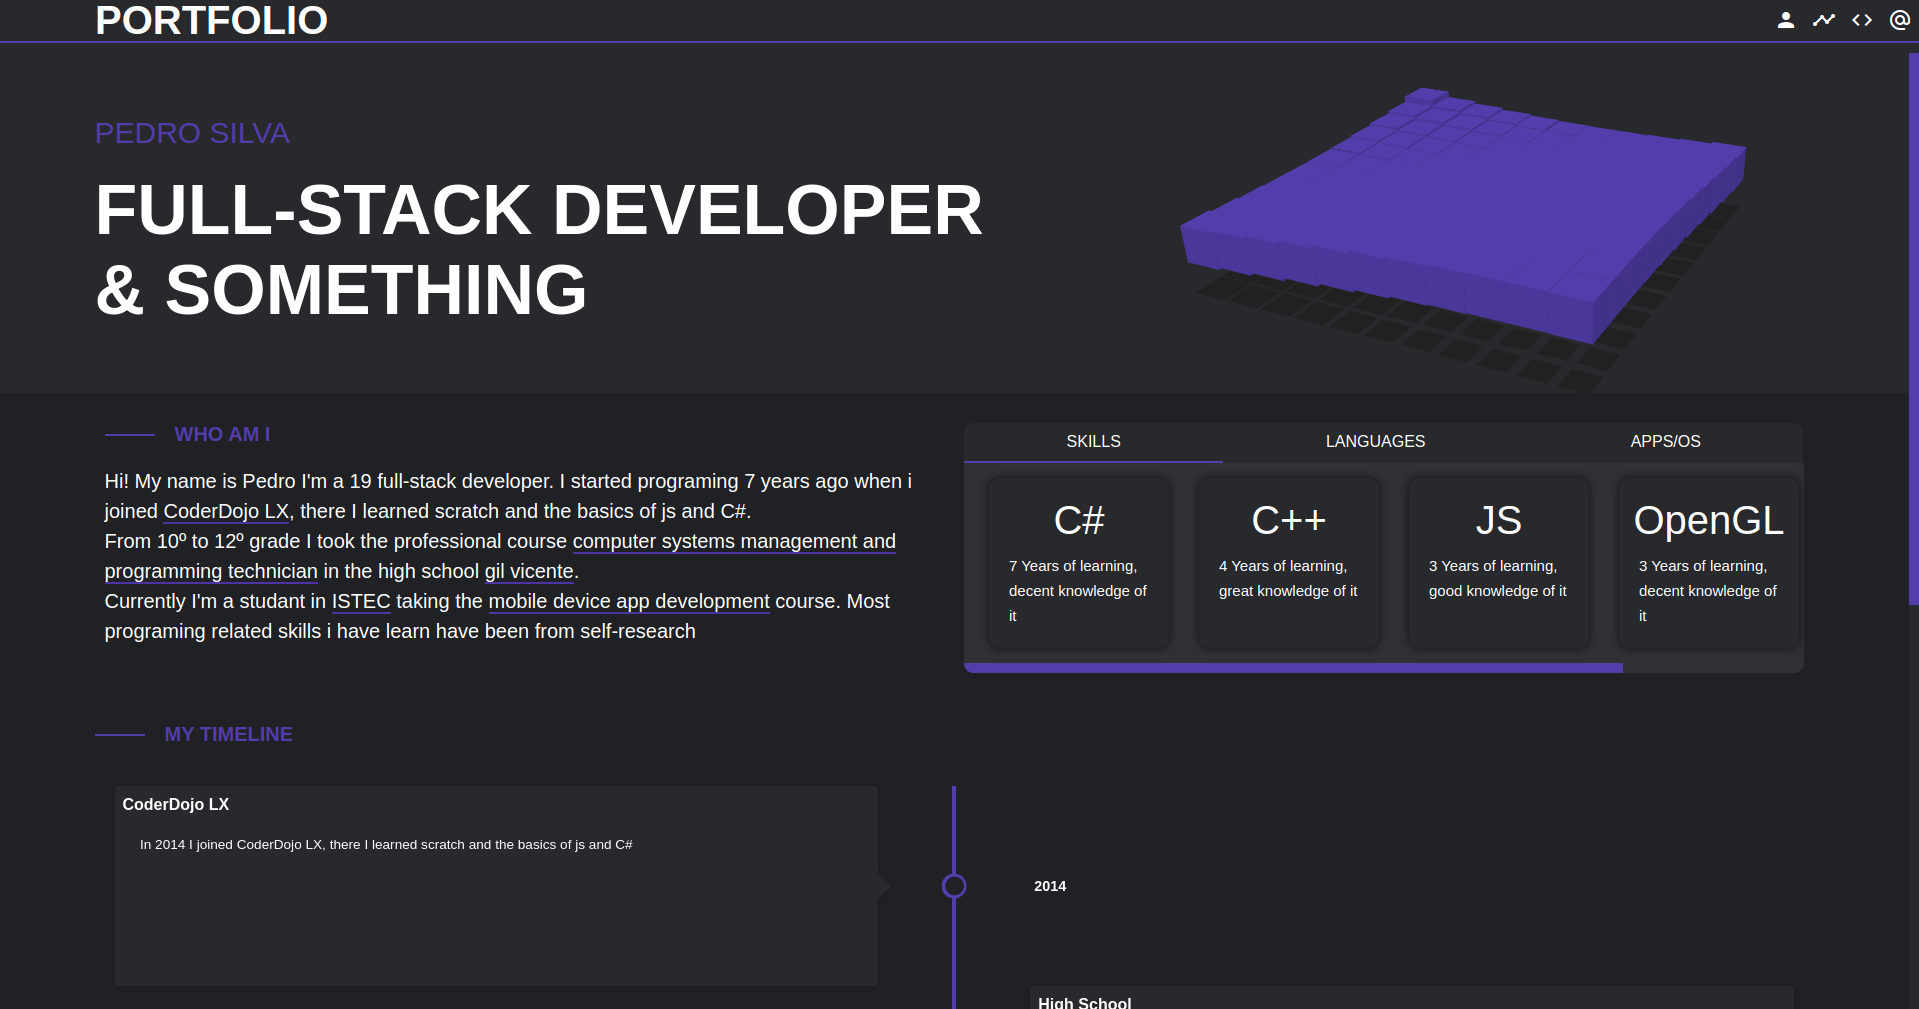 PORTFOLIO
PEDRO SILVA
FULL-STACK DEVELOPER
& SOMETHING
WHO AM I
Hi! My name is Pedro I'm a 19 full-stack developer. I started programing 7 years ago when i
joined CoderDojo LX, there I learned scratch and the basics of js and C#.
From 10º to 12º grade I took the professional course computer systems management and
programming technician in the high school gil vicente.
Currently I'm a student in ISTEC taking the mobile device app development course. Most
programing related skills i have learn have been from self-research
SKILLS LANGUAGES APPS/OS
C#
7 Years of learning,
decent knowledge of
it
C++
4 Years of learning,
great knowledge of it
JS
3 Years of learning,
good knowledge of it
OpenGL
3 Years of learning,
decent knowledge of
it
MY TIMELINE
CoderDojo LX
In 2014 I joined CoderDojo LX, there I learned scratch and the basics of js and C#
2014
High School